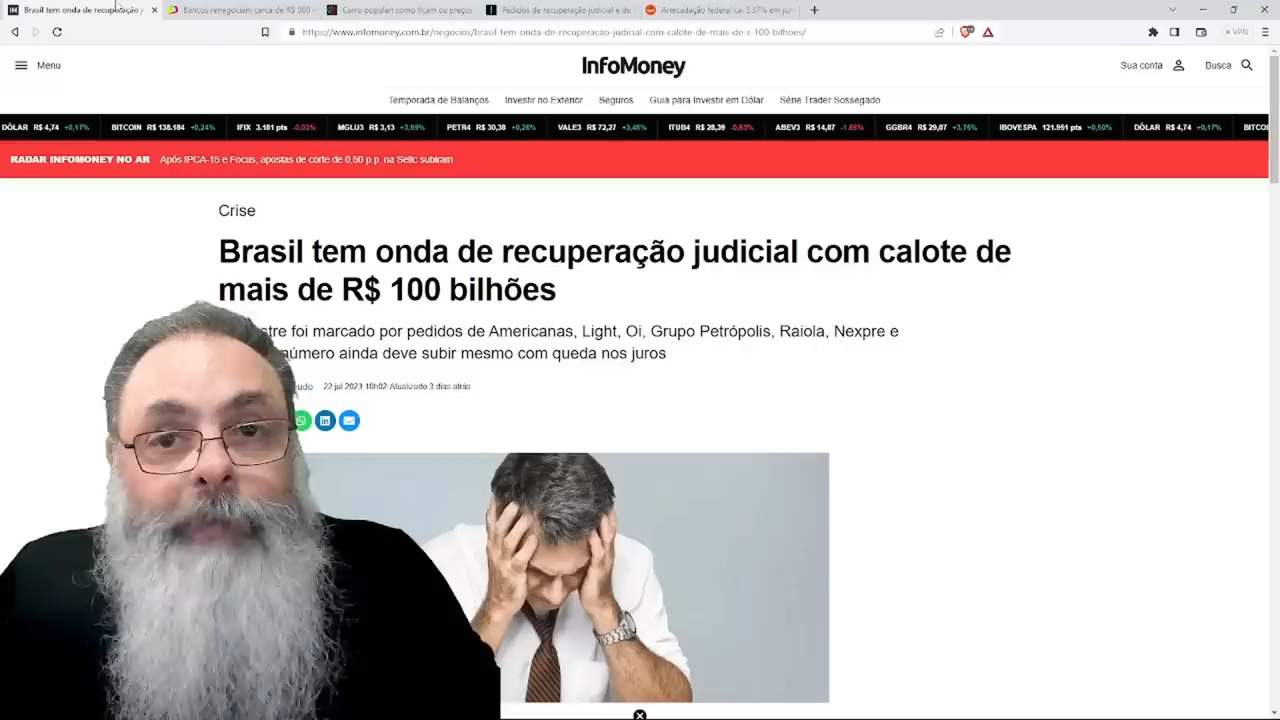 Brasil tem onda de recuperação j
Bancos renegociam cerca de R$ 500
Carro popular: como ficam os preços
Pedidos de recuperação judicial e de
Arrecadação federal cai 3,37% em jun
https://www.infomoney.com.br/negocios/brasil-tem-onda-de-recuperacao-judicial-com-calote-de-mais-de-r-100-bilhoes/
VPN
Menu
InfoMoney
Sua conta
Busca
Temporada de Balanços Investir no Exterior Seguros Guia para Investir em Dólar Série Trader Sossegado
DÓLAR R$ 4,74 +0,17% BITCOIN R$ 138.184 +0,24% IFIX 3.181 pts -0,03% MGLU3 R$ 3,13 +3,99% PETR4 R$ 30,38 +0,26% VALE3 R$ 72,27 +3,45% ITUB4 R$ 28,39 -0,53% ABEV3 R$ 14,87 -1,65% GGBR4 R$ 29,07 +3,75% IBOVESPA 121.951 pts +0,50% DÓLAR R$ 4,74 +0,17% BITCO
RADAR INFOMONEY NO AR Após IPCA-15 e Focus, apostas de corte de 0,50 p.p. na Selic subiram
Crise
Brasil tem onda de recuperação judicial com calote de
mais de R$ 100 bilhões
stre foi marcado por pedidos de Americanas, Light, Oi, Grupo Petrópolis, Raiola, Nexpre e
número ainda deve subir mesmo com queda nos juros
udo 22 jul 2023 10h02-Atualizado 3 dias atrás